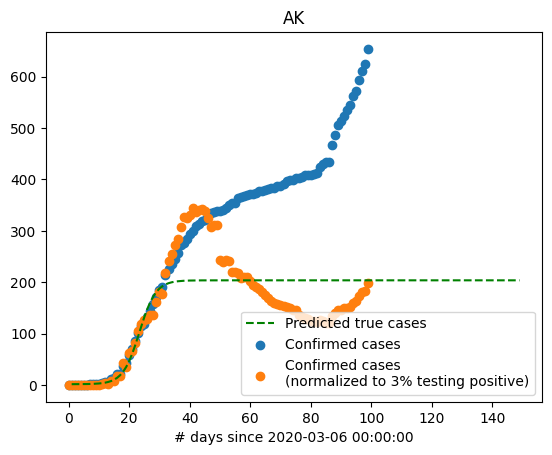 AK
600
500
400
300
200
100
0
Predicted true cases
Confirmed cases
Confirmed cases
(normalized to 3% testing positive)
0 20 40 60 80 100 120 140
# days since 2020-03-06 00:00:00